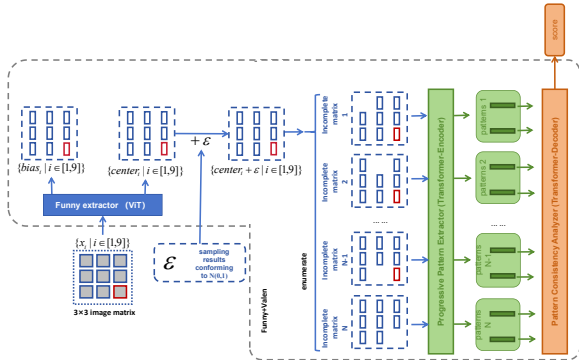 score
{bias_i | i∈[1,9]}
{center_i | i∈[1,9]}
+ε
{center_i + ε | i∈[1,9]}
Funny extractor （ViT）
{x_i | i∈[1,9]}
3×3 image matrix
ε
sampling
results
conforming
to N(0,1)
Funny+Valen
enumerate
Incomplete
matrix
1
Incomplete
matrix
2
... ...
Incomplete
matrix
N-1
Incomplete
matrix
N
Progressive Pattern Extractor (Transformer-Encoder)
patterns 1
patterns 2
... ...
patterns
N-1
patterns
N
Pattern Consistency Analyzer (Transformer-Decoder)